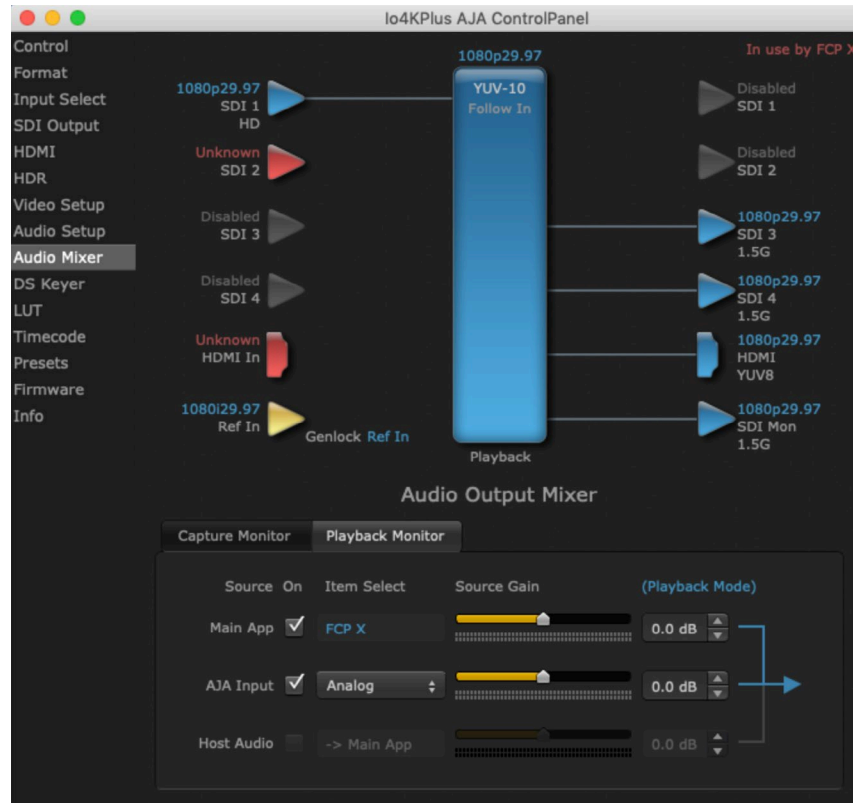 Io4KPlus AJA ControlPanel
Control
Format
Input Select
SDI Output
HDMI
HDR
Video Setup
Audio Setup
Audio Mixer
DS Keyer
LUT
Timecode
Presets
Firmware
Info
1080p29.97
In use by FCP X
1080p29.97
SDI 1
HD
Unknown
SDI 2
Disabled
SDI 3
Disabled
SDI 4
Unknown
HDMI In
1080i29.97
Ref In
Genlock Ref In
YUV-10
Follow In
Playback
Disabled
SDI 1
Disabled
SDI 2
1080p29.97
SDI 3
1.5G
1080p29.97
SDI 4
1.5G
1080p29.97
HDMI
YUV8
1080p29.97
SDI Mon
1.5G
Audio Output Mixer
Capture Monitor Playback Monitor
Source On Item Select Source Gain (Playback Mode)
Main App FCP X 0.0 dB
AJA Input Analog 0.0 dB
Host Audio -> Main App 0.0 dB